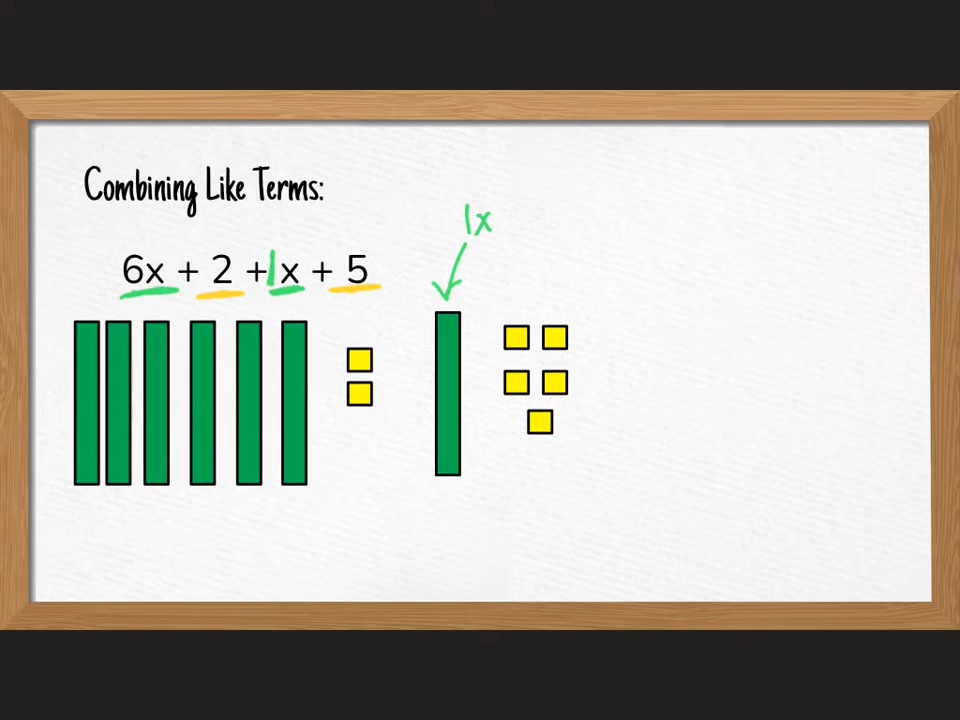 Combining Like Terms:
1x
6x + 2 + 1x + 5